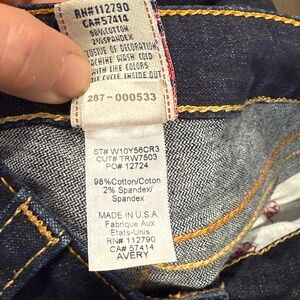 RN#112790
CA#57414
98%COTTON
2%SPANDEX
EXCLUSIVE OF DECORATION
MACHINE WASH COLD
WITH LIKE COLORS
CYCLE INSIDE OUT
287-000533
ST# W10Y56CR3
CUT# TRW7503
PO# 12724
98%Cotton/Coton
2% Spandex/
Spandex
MADE IN U.S.A.
Fabrique Aux
Etats-Unis
RN# 112790
CA# 57414
AVERY